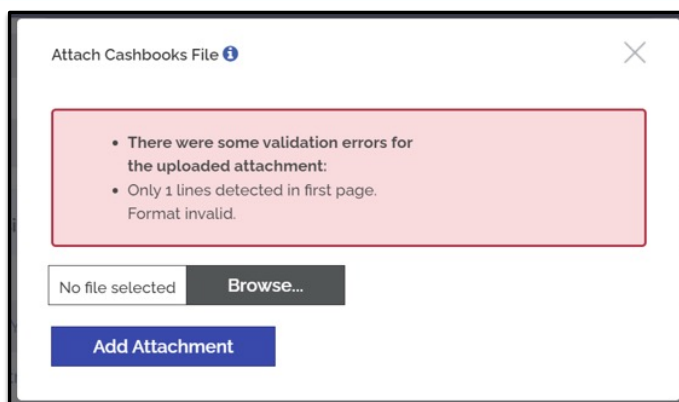 Attach Cashbooks File
There were some validation errors for
the uploaded attachment:
Only 1 lines detected in first page.
Format invalid.
No file selected
Browse...
Add Attachment